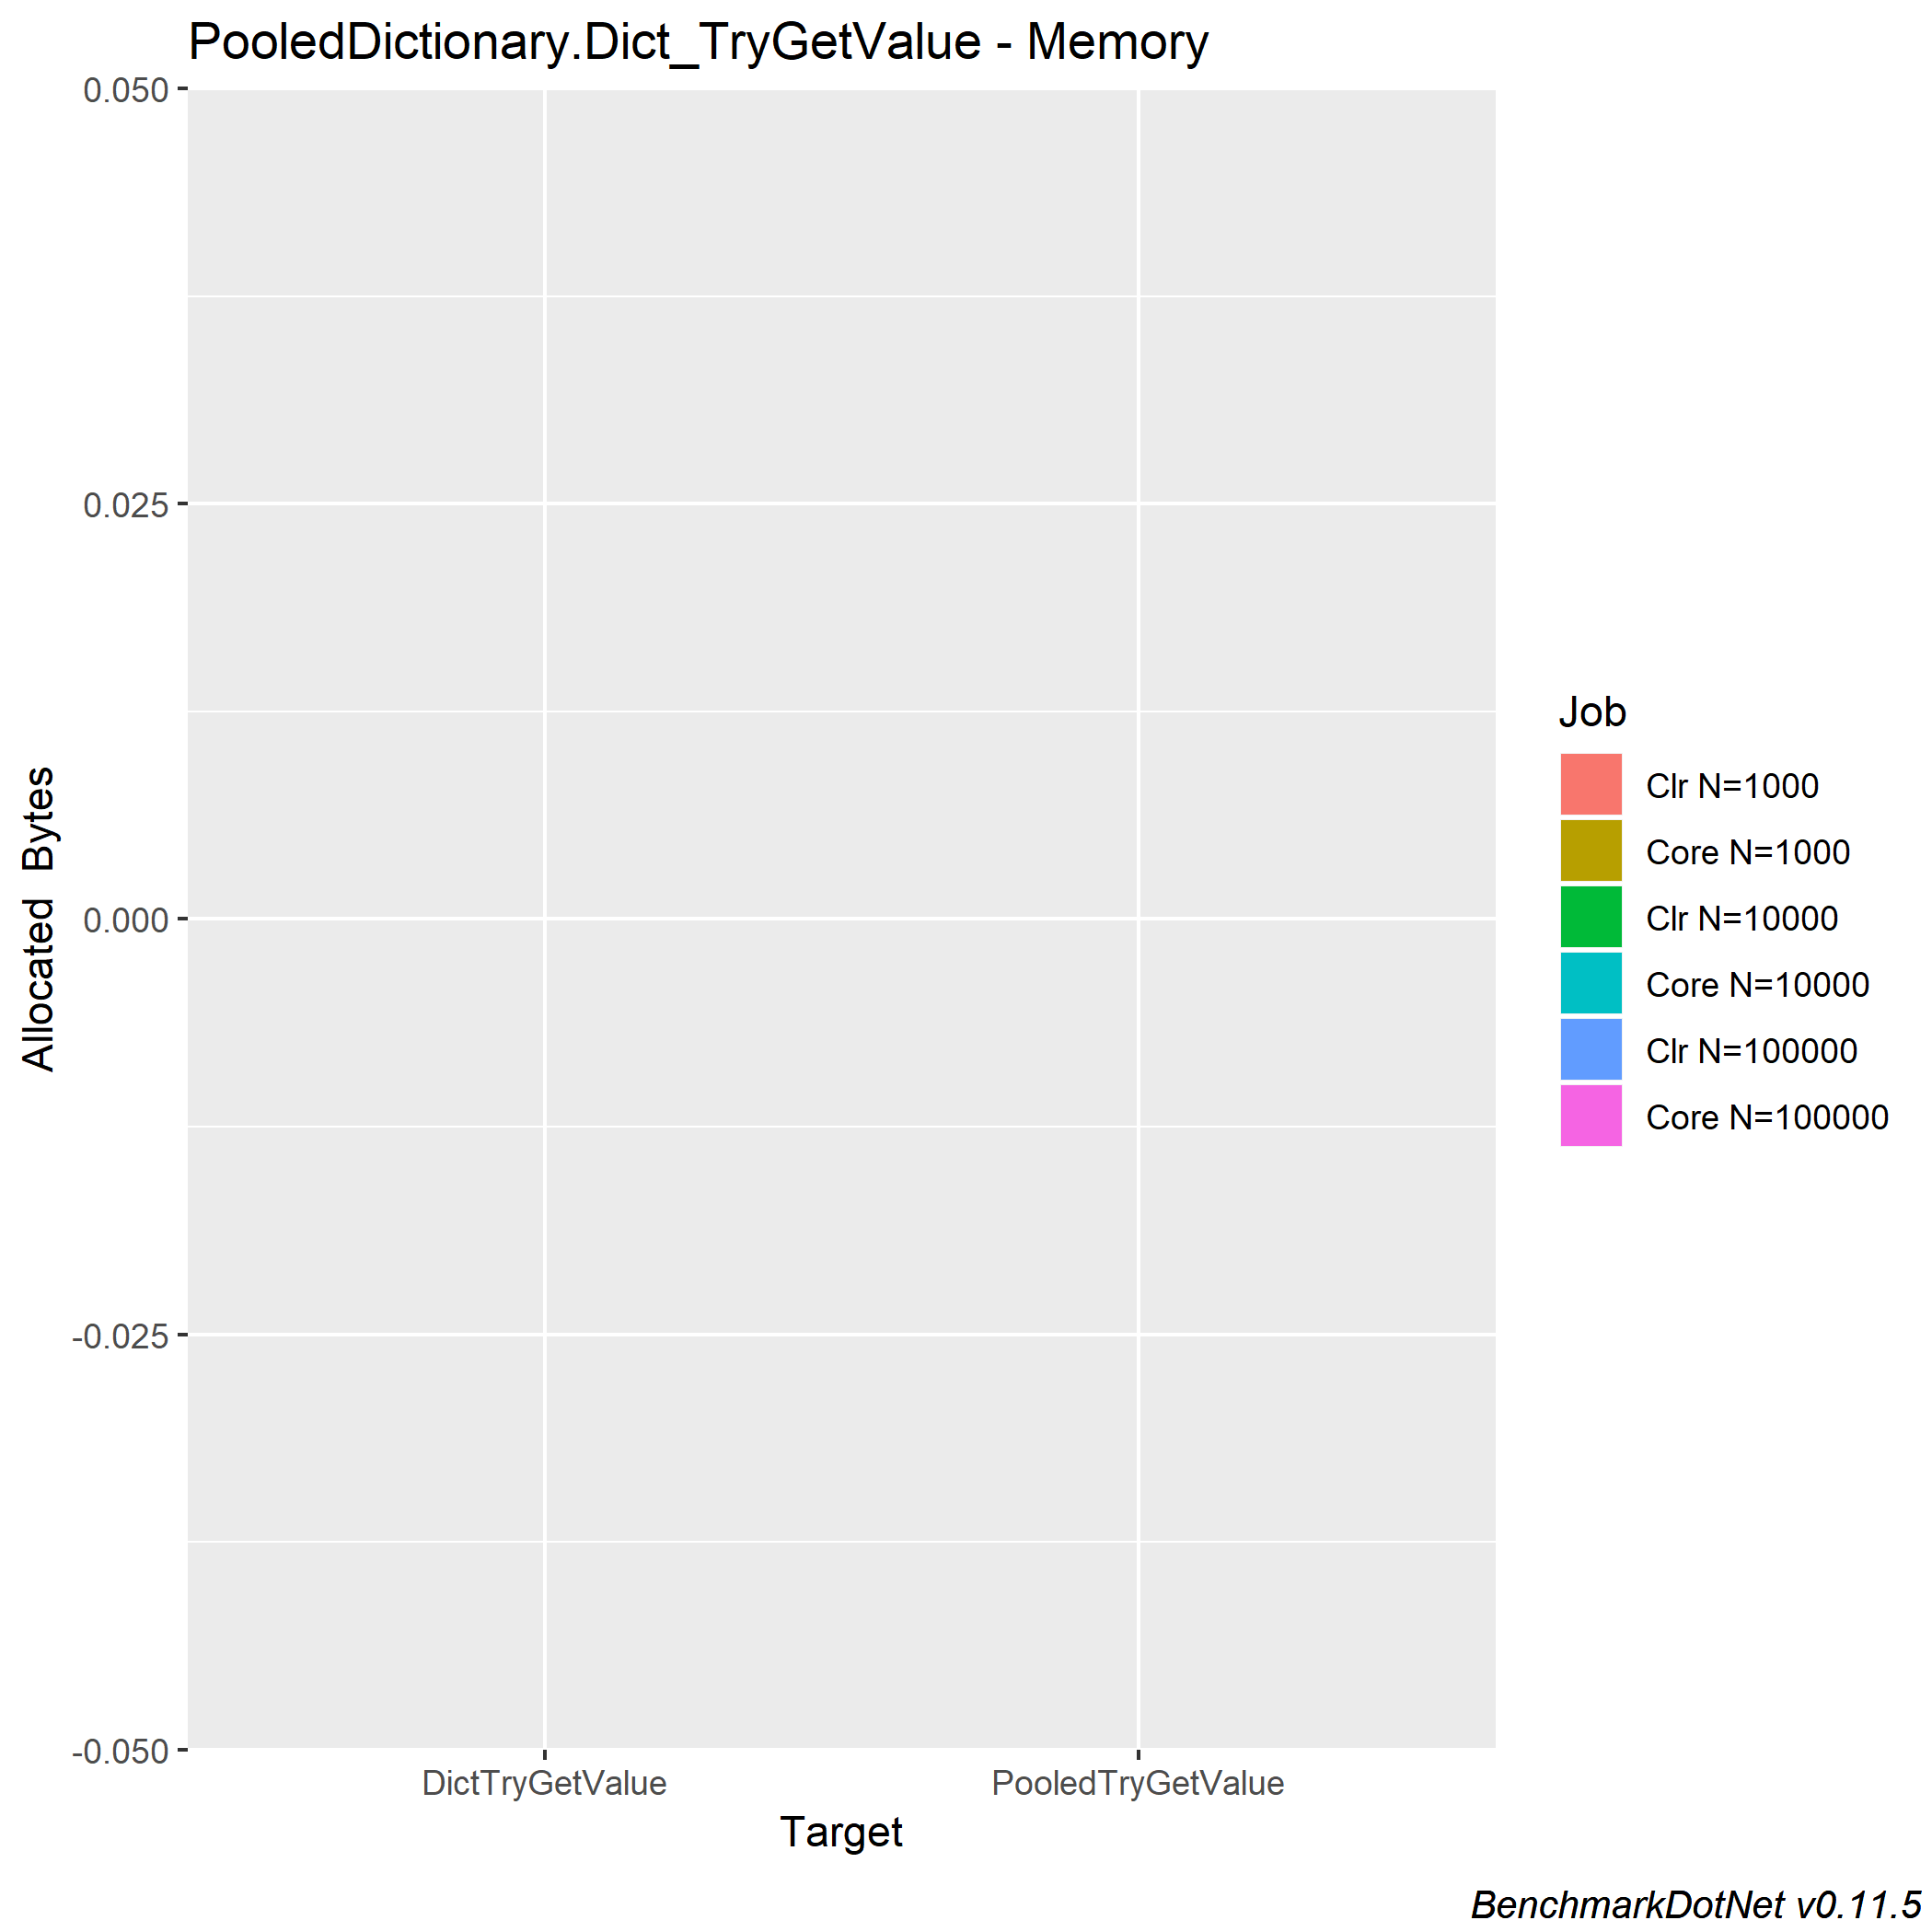 PooledDictionary.Dict_TryGetValue - Memory
Allocated Bytes
0.050
0.025
0.000
-0.025
-0.050
DictTryGetValue
PooledTryGetValue
Target
Job
Clr N=1000
Core N=1000
Clr N=10000
Core N=10000
Clr N=100000
Core N=100000
BenchmarkDotNet v0.11.5